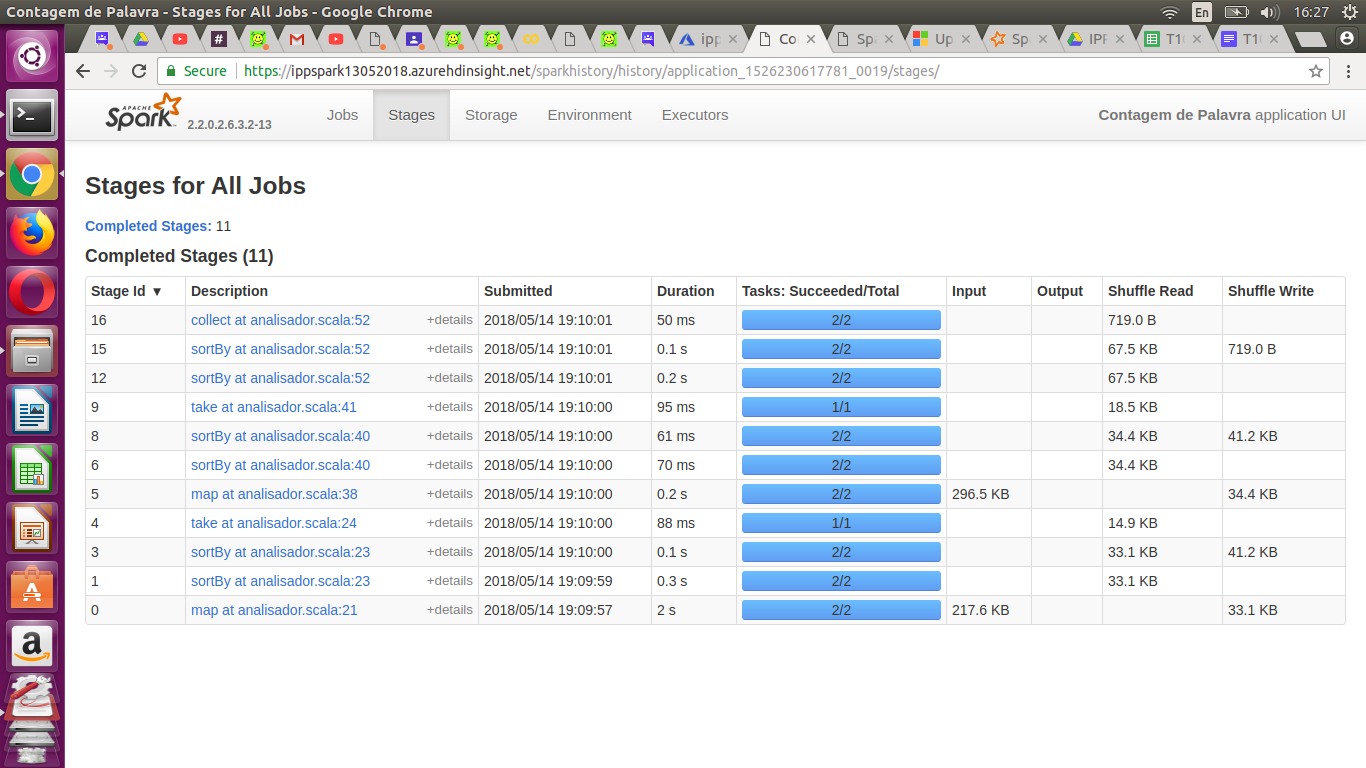 Contagem de Palavra - Stages for All Jobs - Google Chrome En 16:27
# ipp Co Sp Up Sp IPF T1 T1
Secure https://ippspark13052018.azurehdinsight.net/sparkhistory/history/application_1526230617781_0019/stages/
APACHE Spark 2.2.0.2.6.3.2-13 Jobs Stages Storage Environment Executors Contagem de Palavra application UI
Stages for All Jobs
Completed Stages: 11
Completed Stages (11)
Stage Id ▼ Description Submitted Duration Tasks: Succeeded/Total Input Output Shuffle Read Shuffle Write
16 collect at analisador.scala:52 +details 2018/05/14 19:10:01 50 ms 2/2 719.0 B
15 sortBy at analisador.scala:52 +details 2018/05/14 19:10:01 0.1 s 2/2 67.5 KB 719.0 B
12 sortBy at analisador.scala:52 +details 2018/05/14 19:10:01 0.2 s 2/2 67.5 KB
9 take at analisador.scala:41 +details 2018/05/14 19:10:00 95 ms 1/1 18.5 KB
8 sortBy at analisador.scala:40 +details 2018/05/14 19:10:00 61 ms 2/2 34.4 KB 41.2 KB
6 sortBy at analisador.scala:40 +details 2018/05/14 19:10:00 70 ms 2/2 34.4 KB
5 map at analisador.scala:38 +details 2018/05/14 19:10:00 0.2 s 2/2 296.5 KB 34.4 KB
4 take at analisador.scala:24 +details 2018/05/14 19:10:00 88 ms 1/1 14.9 KB
3 sortBy at analisador.scala:23 +details 2018/05/14 19:10:00 0.1 s 2/2 33.1 KB 41.2 KB
1 sortBy at analisador.scala:23 +details 2018/05/14 19:09:59 0.3 s 2/2 33.1 KB
0 map at analisador.scala:21 +details 2018/05/14 19:09:57 2 s 2/2 217.6 KB 33.1 KB